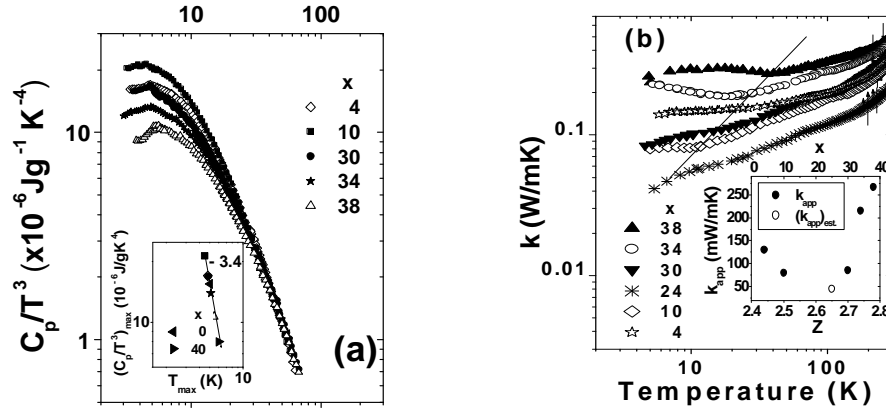 10 100
C_p/T^3 (x10^-6 Jg^-1 K^-4)
10
1
x
4
10
30
34
38
(a)
(C_p/T^3)_max (10^-6 J/gK^4)
10
- 3.4
x
0
40
T_max (K)
10
(b)
k (W/mK)
0.1
0.01
x
38
34
30
24
10
4
x
0 10 20 30 40
k_app (mW/mK)
250
200
150
100
50
k_app
(k_app)_est.
2.4 2.5 2.6 2.7 2.8
Z
10 100
Temperature (K)